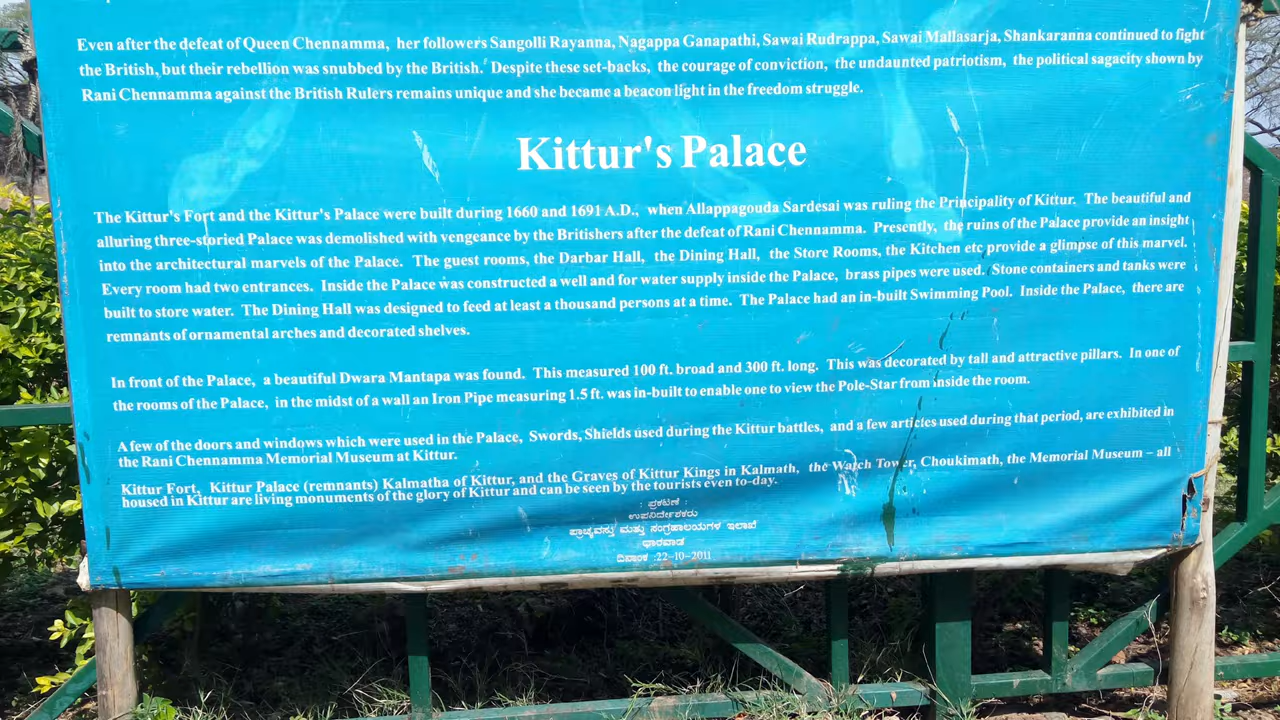 Even after the defeat of Queen Chennamma, her followers Sangolli Rayanna, Nagappa Ganapathi, Sawai Rudrappa, Sawai Mallasarja, Shankaranna continued to fight
the British, but their rebellion was snubbed by the British. Despite these set-backs, the courage of conviction, the undaunted patriotism, the political sagacity shown by
Rani Chennamma against the British Rulers remains unique and she became a beacon light in the freedom struggle.
Kittur's Palace
The Kittur's Fort and the Kittur's Palace were built during 1660 and 1691 A.D., when Allappagouda Sardesai was ruling the Principality of Kittur. The beautiful and
alluring three-storied Palace was demolished with vengeance by the Britishers after the defeat of Rani Chennamma. Presently, the ruins of the Palace provide an insight
into the architectural marvels of the Palace. The guest rooms, the Darbar Hall, the Dining Hall, the Store Rooms, the Kitchen etc provide a glimpse of this marvel.
Every room had two entrances. Inside the Palace was constructed a well and for water supply inside the Palace, brass pipes were used. Stone containers and tanks were
built to store water. The Dining Hall was designed to feed at least a thousand persons at a time. The Palace had an in-built Swimming Pool. Inside the Palace, there are
remnants of ornamental arches and decorated shelves.
In front of the Palace, a beautiful Dwara Mantapa was found. This measured 100 ft. broad and 300 ft. long. This was decorated by tall and attractive pillars. In one of
the rooms of the Palace, in the midst of a wall an Iron Pipe measuring 1.5 ft. was in-built to enable one to view the Pole-Star from inside the room.
A few of the doors and windows which were used in the Palace, Swords, Shields used during the Kittur battles, and a few articles used during that period, are exhibited in
the Rani Chennamma Memorial Museum at Kittur.
Kittur Fort, Kittur Palace (remnants) Kalmatha of Kittur, and the Graves of Kittur Kings in Kalmath, the Watch Tower, Choukimath, the Memorial Museum – all
housed in Kittur are living monuments of the glory of Kittur and can be seen by the tourists even to-day.
: ಪ್ರಕಟಣೆ :
ಉಪನಿರ್ದೇಶಕರು
ಪ್ರಾಚ್ಯವಸ್ತು ಮತ್ತು ಸಂಗ್ರಹಾಲಯಗಳ ಇಲಾಖೆ
ಧಾರವಾಡ
ದಿನಾಂಕ :22-10-2011